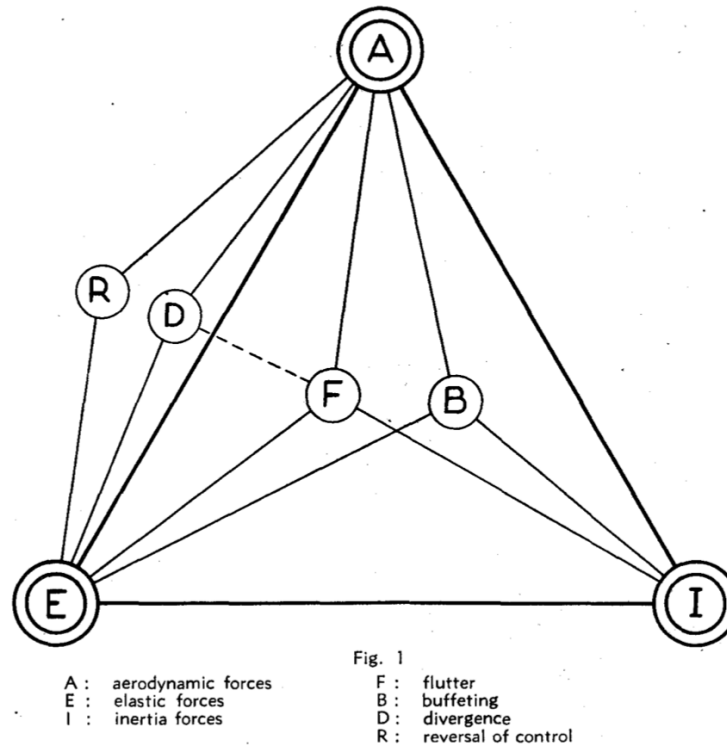 A
R
D
F
B
E
I
Fig. 1
A : aerodynamic forces
E : elastic forces
I : inertia forces
F : flutter
B : buffeting
D : divergence
R : reversal of control